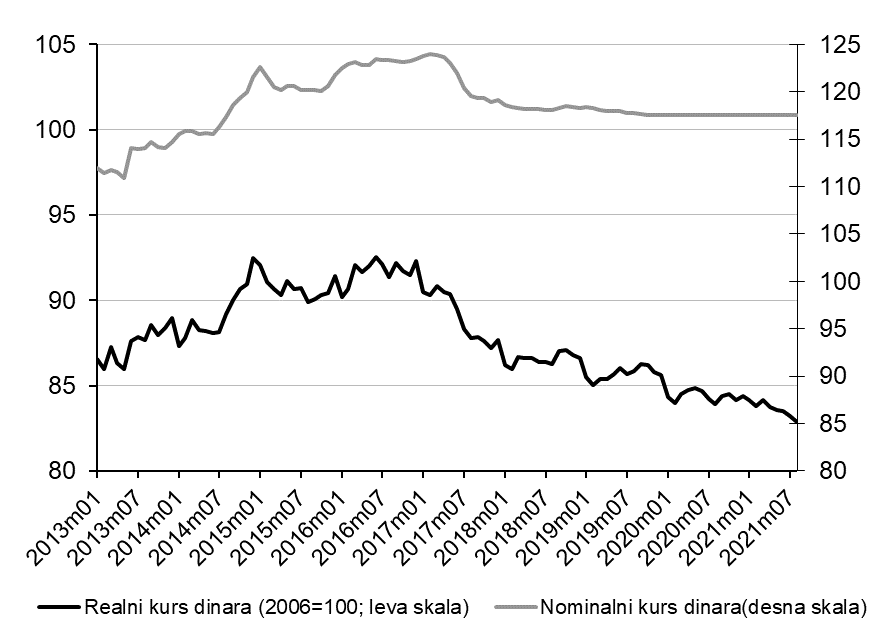 105
100
95
90
85
80
125
120
115
110
105
100
95
90
85
80
2013m01
2013m07
2014m01
2014m07
2015m01
2015m07
2016m01
2016m07
2017m01
2017m07
2018m01
2018m07
2019m01
2019m07
2020m01
2020m07
2021m01
2021m07
Realni kurs dinara (2006=100; leva skala)
Nominalni kurs dinara(desna skala)